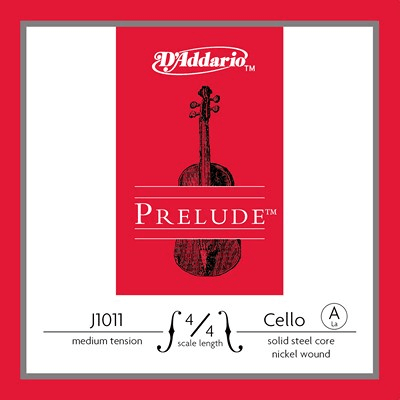 D'Addario™
PRELUDE™
J1011
medium tension
4/4
scale length
Cello
solid steel core
nickel wound
A
La